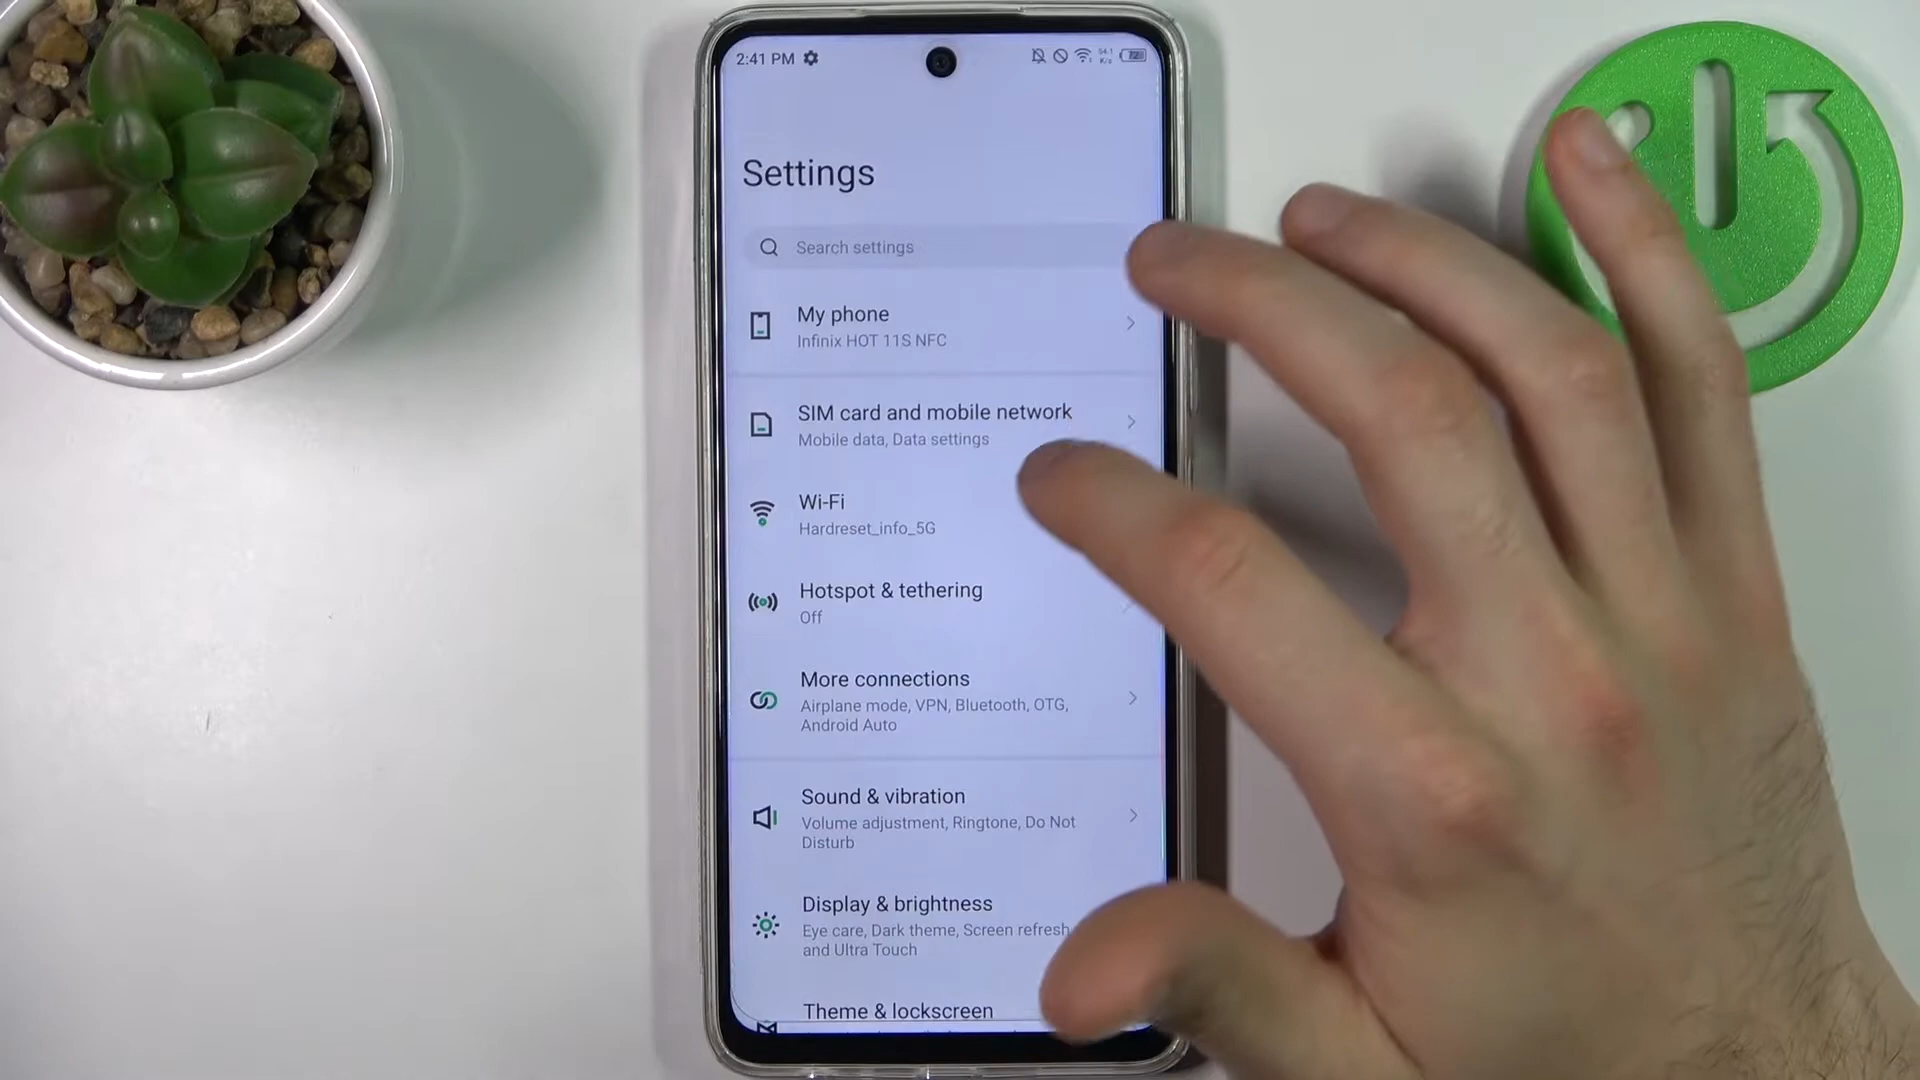 2:41 PM
Settings
Search settings
My phone
Infinix HOT 11S NFC
SIM card and mobile network
Mobile data, Data settings
Wi-Fi
Hardreset_info_5G
Hotspot & tethering
Off
More connections
Airplane mode, VPN, Bluetooth, OTG,
Android Auto
Sound & vibration
Volume adjustment, Ringtone, Do Not
Disturb
Display & brightness
Eye care, Dark theme, Screen refresh
and Ultra Touch
Theme & lockscreen